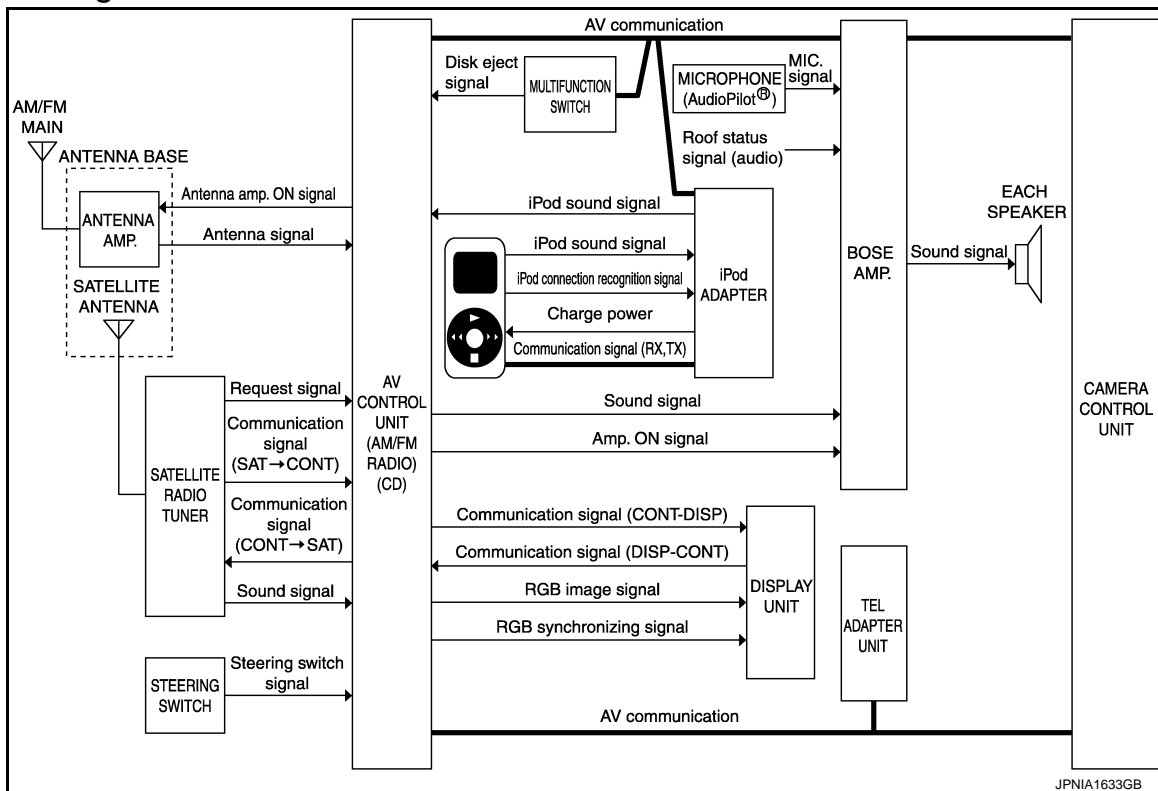 AV communication
Disk eject
signal
MULTIFUNCTION
SWITCH
MICROPHONE
(AudioPilot®)
MIC.
signal
Roof status
signal (audio)
AM/FM
MAIN
ANTENNA BASE
ANTENNA
AMP.
Antenna amp. ON signal
Antenna signal
SATELLITE
ANTENNA
iPod sound signal
iPod sound signal
iPod connection recognition signal
Charge power
Communication signal (RX,TX)
iPod
ADAPTER
BOSE
AMP.
Sound signal
EACH
SPEAKER
CAMERA
CONTROL
UNIT
AV
CONTROL
UNIT
(AM/FM
RADIO)
(CD)
Sound signal
Amp. ON signal
SATELLITE
RADIO
TUNER
Request signal
Communication
signal
(SAT→CONT)
Communication
signal
(CONT→SAT)
Sound signal
Communication signal (CONT-DISP)
Communication signal (DISP-CONT)
RGB image signal
RGB synchronizing signal
DISPLAY
UNIT
TEL
ADAPTER
UNIT
STEERING
SWITCH
Steering switch
signal
AV communication
JPNIA1633GB